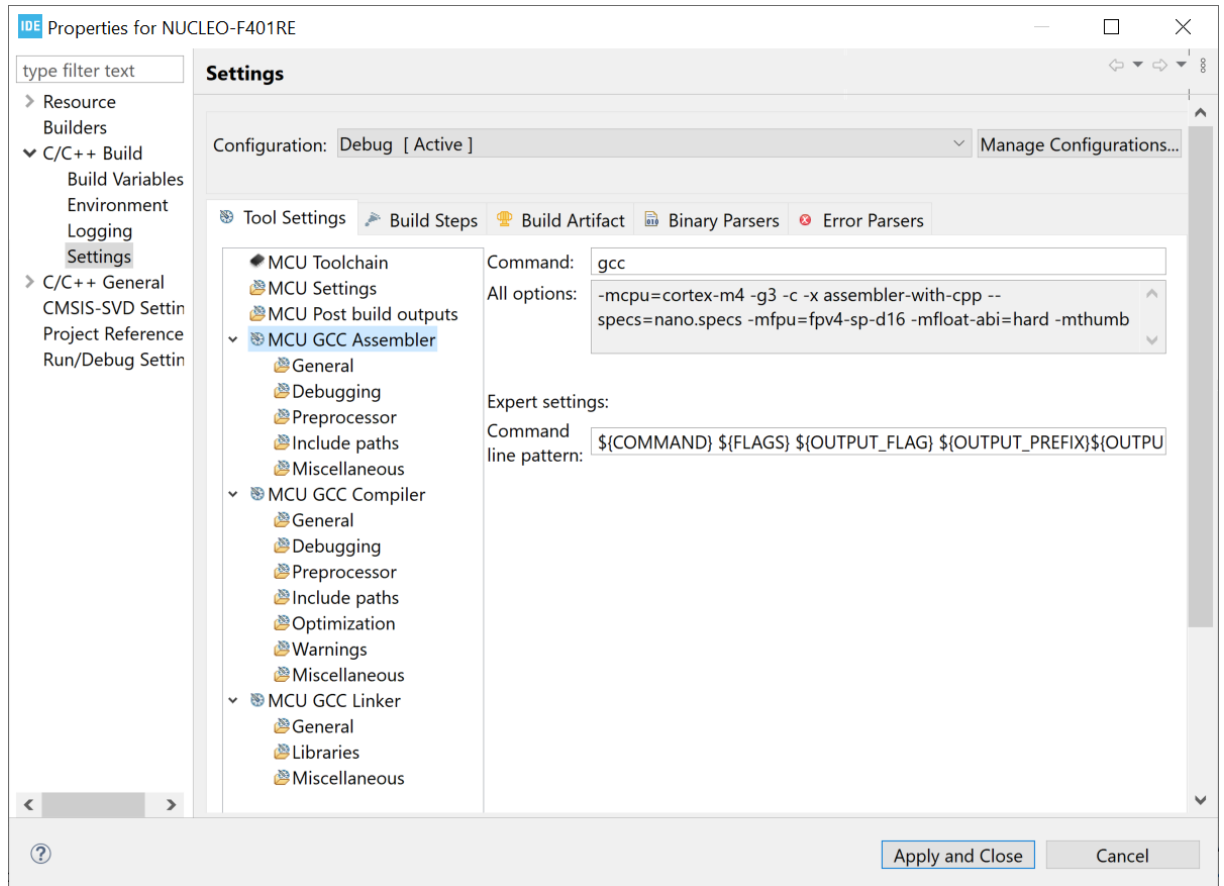 IDE Properties for NUCLEO-F401RE
type filter text
Resource
Builders
C/C++ Build
Build Variables
Environment
Logging
Settings
C/C++ General
CMSIS-SVD Settin
Project Reference
Run/Debug Settin
Settings
Configuration: Debug [ Active ] Manage Configurations...
Tool Settings Build Steps Build Artifact Binary Parsers Error Parsers
MCU Toolchain
MCU Settings
MCU Post build outputs
MCU GCC Assembler
General
Debugging
Preprocessor
Include paths
Miscellaneous
MCU GCC Compiler
General
Debugging
Preprocessor
Include paths
Optimization
Warnings
Miscellaneous
MCU GCC Linker
General
Libraries
Miscellaneous
Command: gcc
All options: -mcpu=cortex-m4 -g3 -c -x assembler-with-cpp --
specs=nano.specs -mfpu=fpv4-sp-d16 -mfloat-abi=hard -mthumb
Expert settings:
Command
line pattern: ${COMMAND} ${FLAGS} ${OUTPUT_FLAG} ${OUTPUT_PREFIX}${OUTPU
Apply and Close Cancel